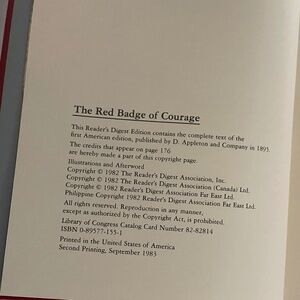 The Red Badge of Courage
This Reader's Digest Edition contains the complete text of the
first American edition, published by D. Appleton and Company in 1895.
The credits that appear on page 176
are hereby made a part of this copyright page.
Illustrations and Afterword
Copyright © 1982 The Reader's Digest Association, Inc.
Copyright © 1982 The Reader's Digest Association (Canada) Ltd.
Copyright © 1982 Reader's Digest Association Far East Ltd.
Philippine Copyright 1982 Reader's Digest Association Far East Ltd.
All rights reserved. Reproduction in any manner,
except as authorized by the Copyright Act, is prohibited.
Library of Congress Catalog Card Number 82-82814
ISBN 0-89577-155-1
Printed in the United States of America
Second Printing, September 1983